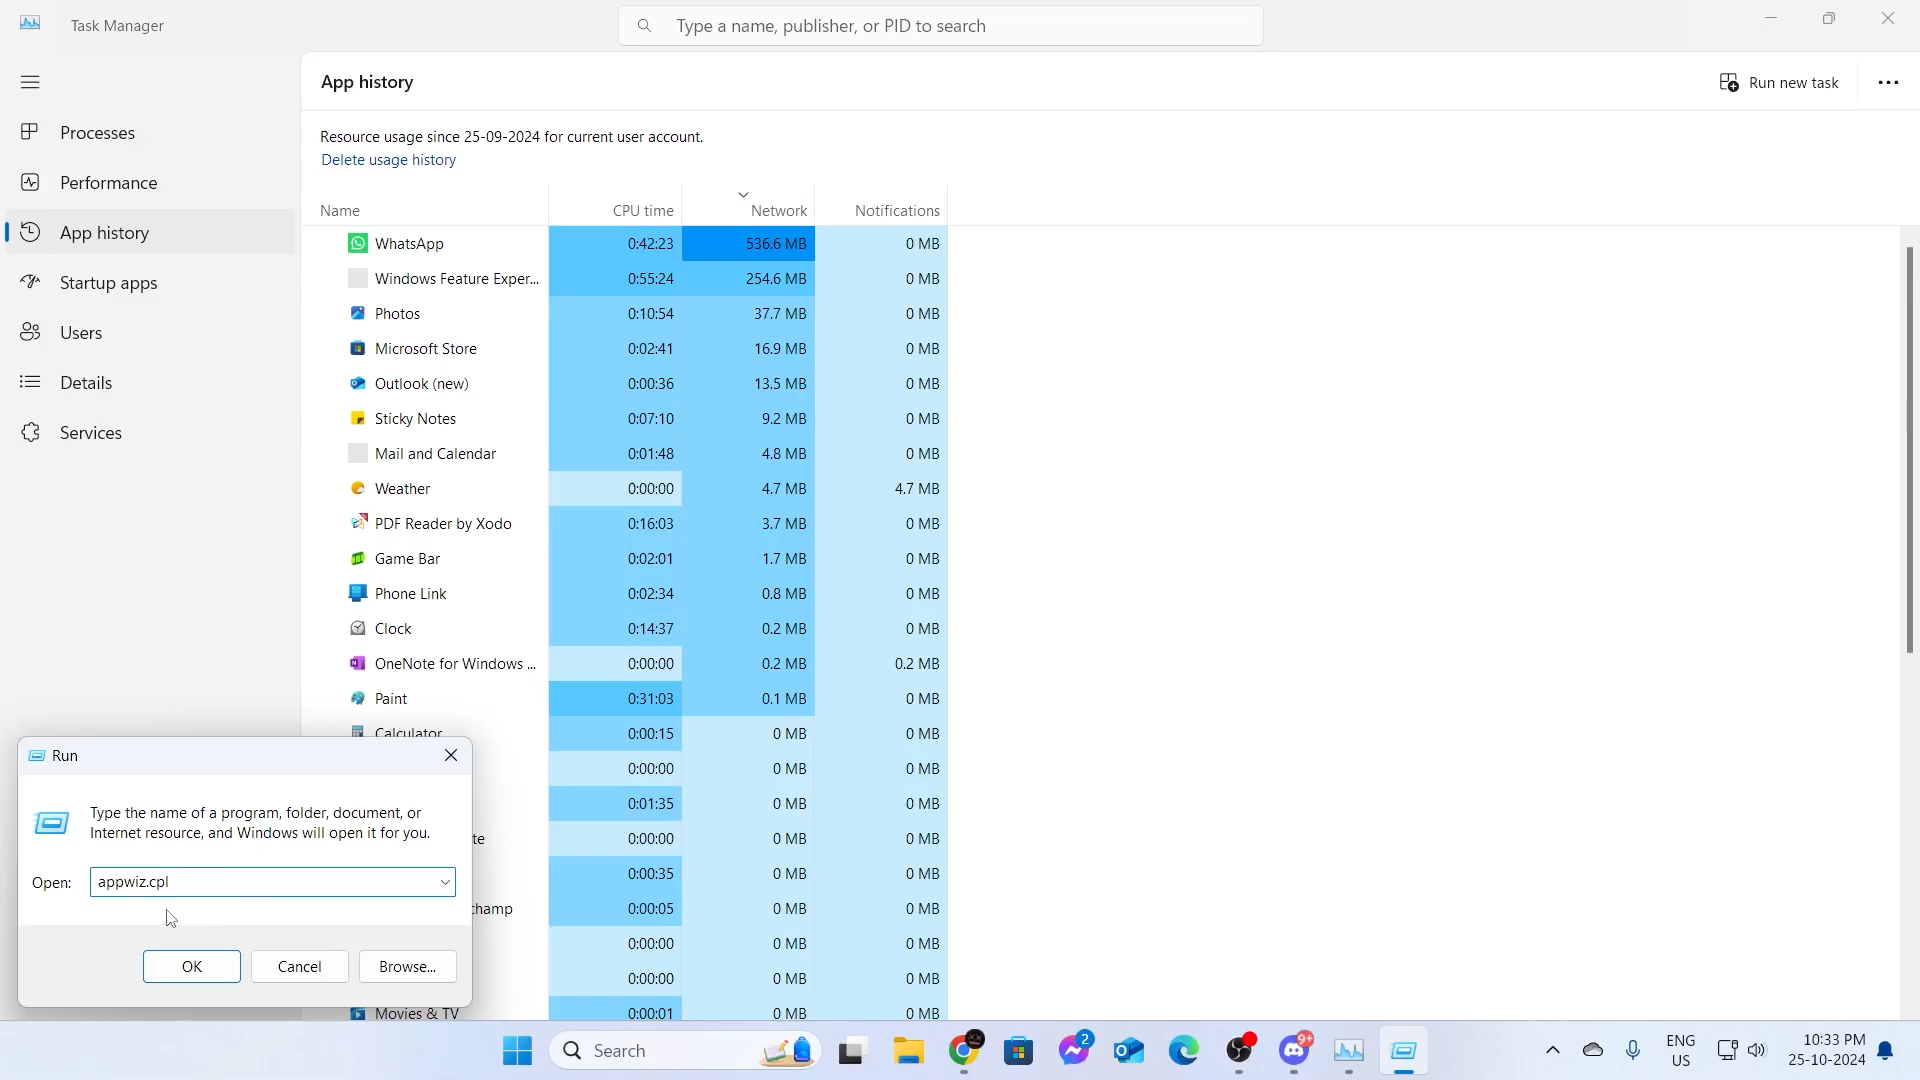 Task Manager
Type a name, publisher, or PID to search
App history
Run new task
Processes
Performance
App history
Startup apps
Users
Details
Services
Resource usage since 25-09-2024 for current user account.
Delete usage history
Name CPU time Network Notifications
WhatsApp 0:42:23 536.6 MB 0 MB
Windows Feature Exper... 0:55:24 254.6 MB 0 MB
Photos 0:10:54 37.7 MB 0 MB
Microsoft Store 0:02:41 16.9 MB 0 MB
Outlook (new) 0:00:36 13.5 MB 0 MB
Sticky Notes 0:07:10 9.2 MB 0 MB
Mail and Calendar 0:01:48 4.8 MB 0 MB
Weather 0:00:00 4.7 MB 4.7 MB
PDF Reader by Xodo 0:16:03 3.7 MB 0 MB
Game Bar 0:02:01 1.7 MB 0 MB
Phone Link 0:02:34 0.8 MB 0 MB
Clock 0:14:37 0.2 MB 0 MB
OneNote for Windows ... 0:00:00 0.2 MB 0.2 MB
Paint 0:31:03 0.1 MB 0 MB
Calculator 0:00:15 0 MB 0 MB
0:00:00 0 MB 0 MB
0:01:35 0 MB 0 MB
te 0:00:00 0 MB 0 MB
0:00:35 0 MB 0 MB
champ 0:00:05 0 MB 0 MB
0:00:00 0 MB 0 MB
0:00:00 0 MB 0 MB
Movies & TV 0:00:01 0 MB 0 MB
Run
Type the name of a program, folder, document, or
Internet resource, and Windows will open it for you.
Open: appwiz.cpl
OK Cancel Browse...
Search
2
9+
ENG
US
10:33 PM
25-10-2024